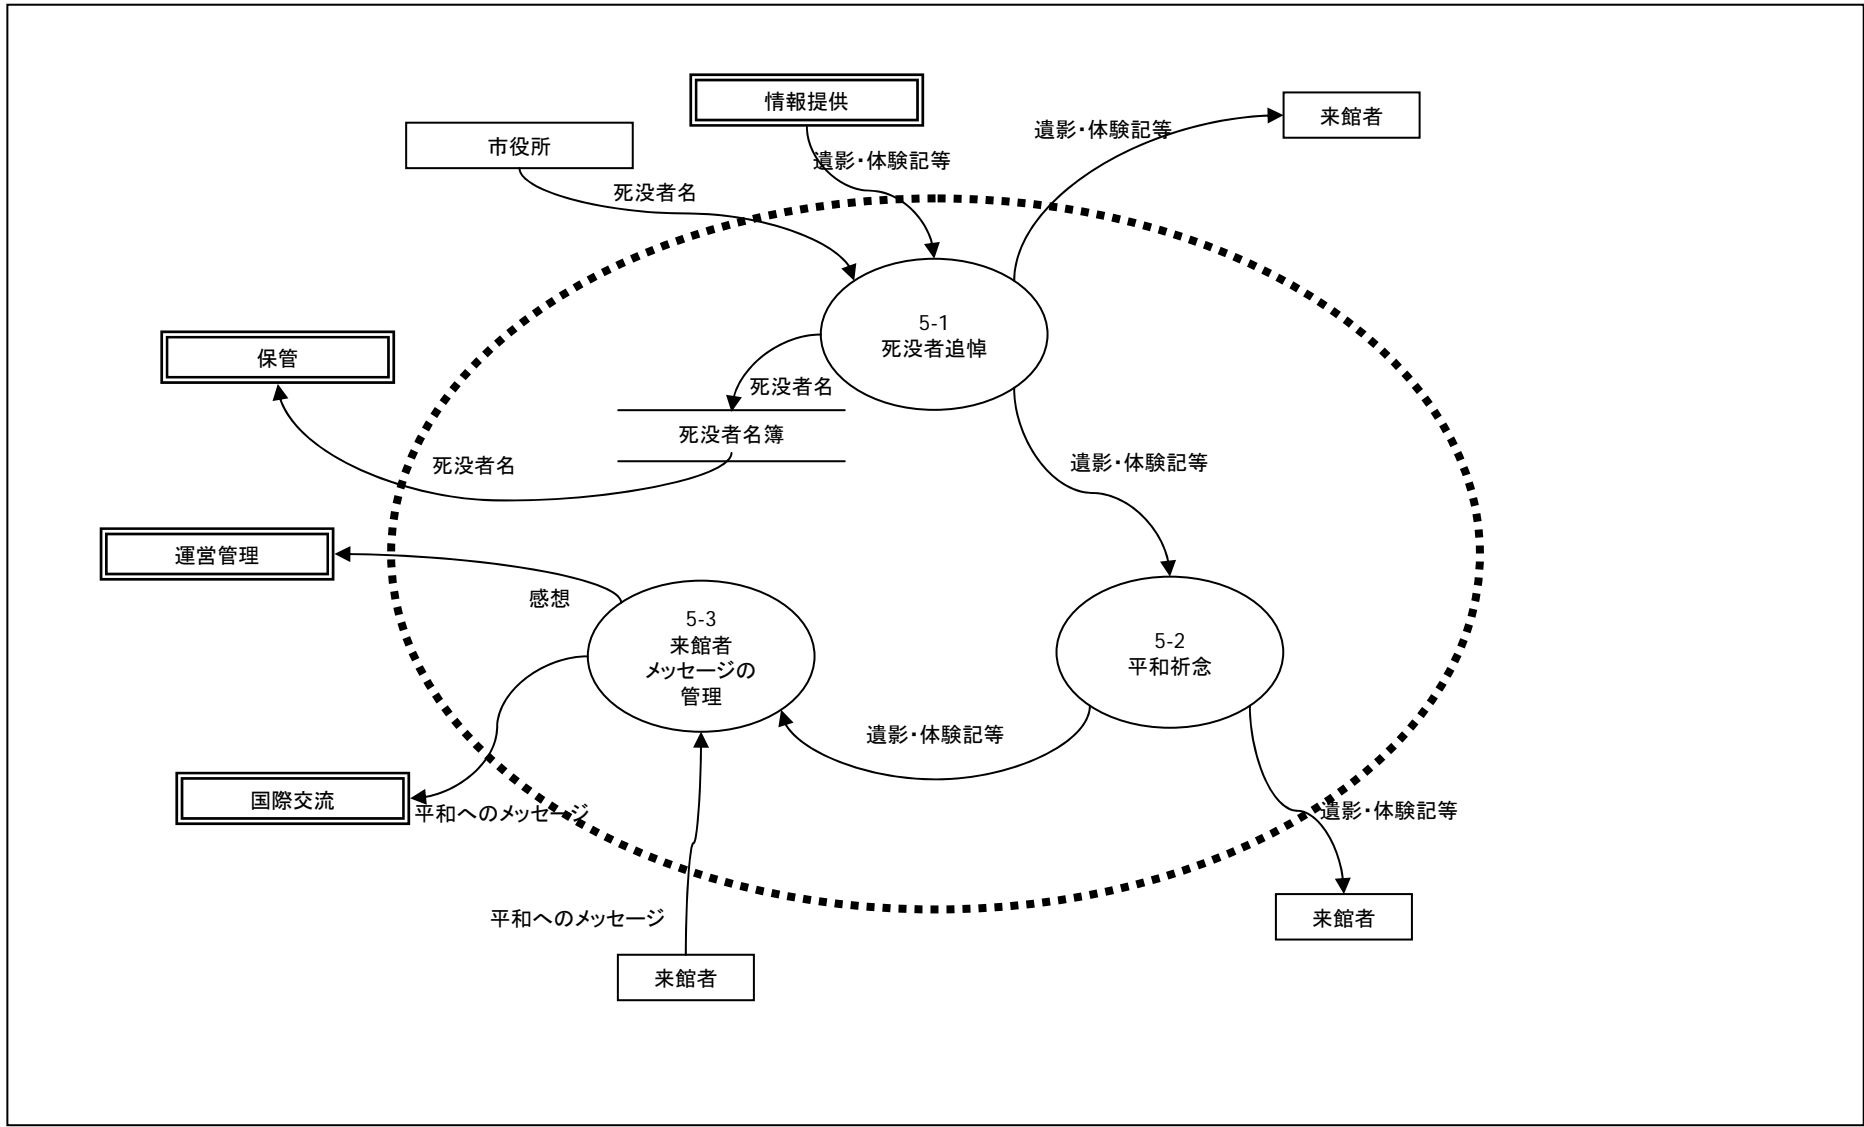 情報提供
来館者
遺影・体験記等
市役所
遺影・体験記等
死没者名
5-1
死没者追悼
保管
死没者名
死没者名簿
死没者名
遺影・体験記等
運営管理
感想
5-3
来館者
メッセージの
管理
5-2
平和祈念
遺影・体験記等
国際交流
平和へのメッセージ
遺影・体験記等
平和へのメッセージ
来館者
来館者